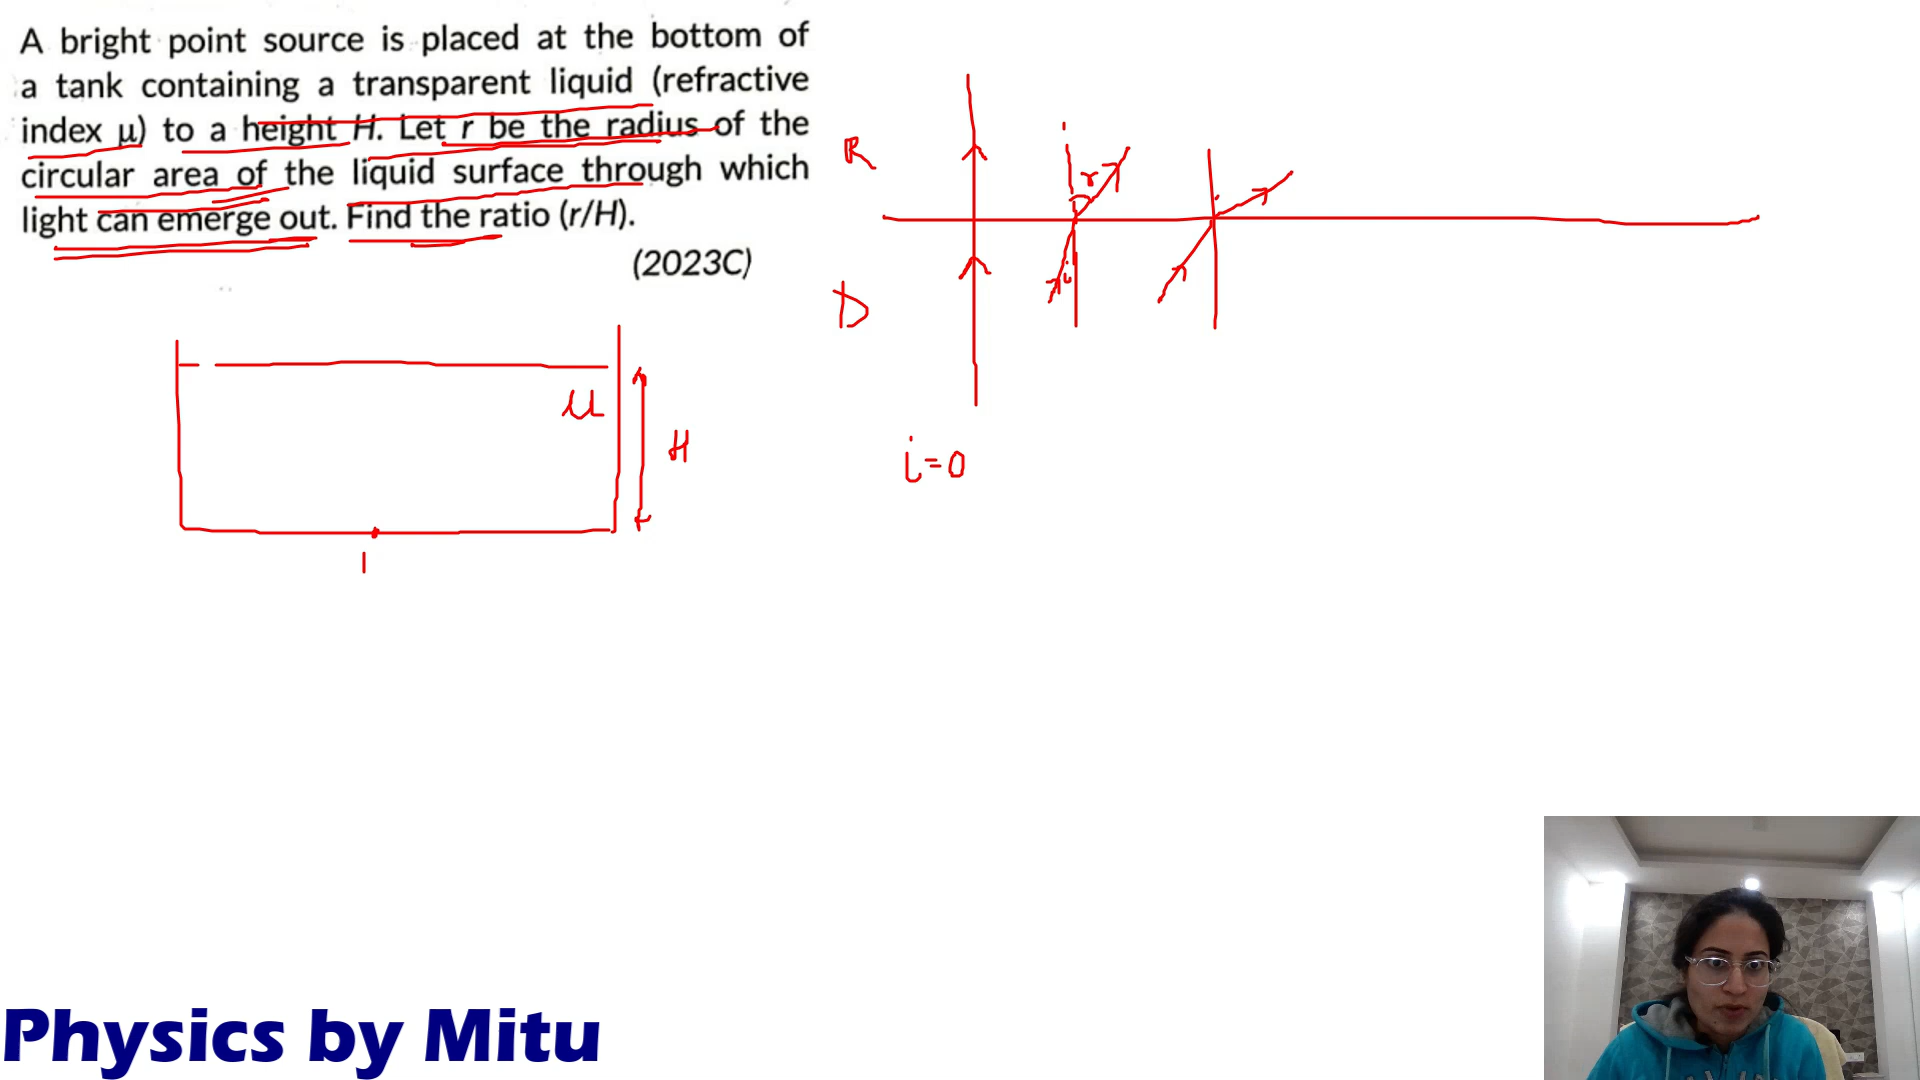 A bright point source is placed at the bottom of
a tank containing a transparent liquid (refractive
index μ) to a height H. Let r be the radius of the
circular area of the liquid surface through which
light can emerge out. Find the ratio (r/H).
(2023C)
R
r
i
D
μ
H
i=0
Physics by Mitu